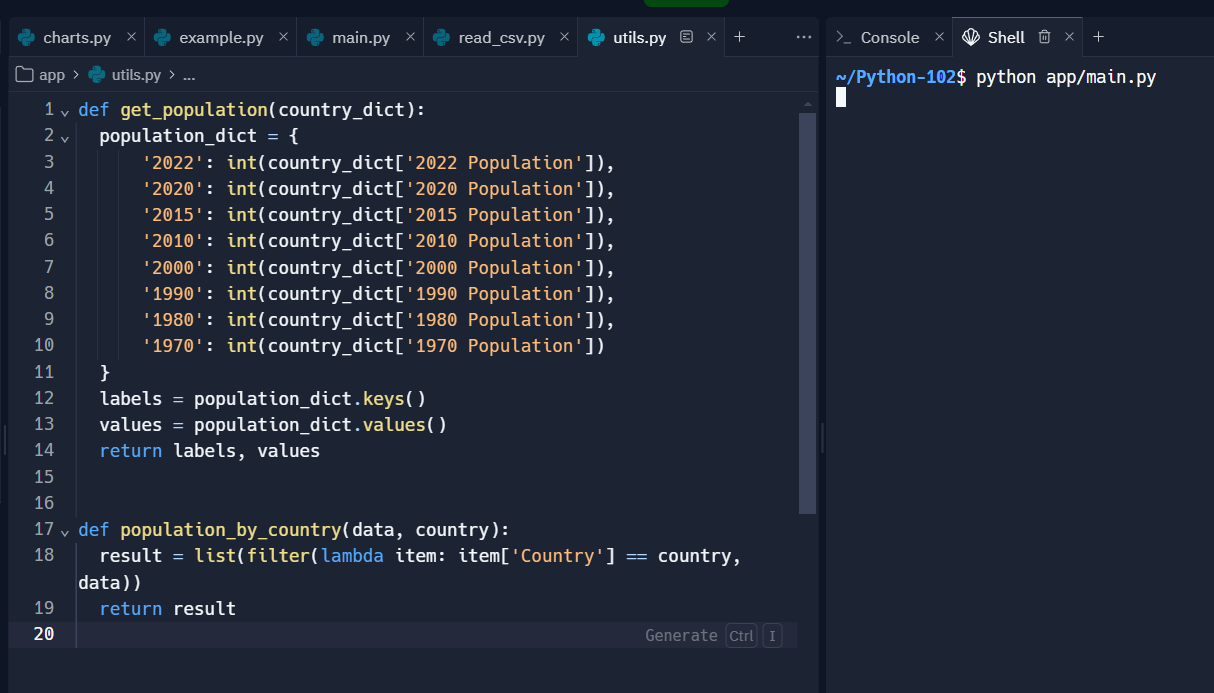 charts.py example.py main.py read_csv.py utils.py
app > utils.py > ...
1 def get_population(country_dict):
2 population_dict = {
3 '2022': int(country_dict['2022 Population']),
4 '2020': int(country_dict['2020 Population']),
5 '2015': int(country_dict['2015 Population']),
6 '2010': int(country_dict['2010 Population']),
7 '2000': int(country_dict['2000 Population']),
8 '1990': int(country_dict['1990 Population']),
9 '1980': int(country_dict['1980 Population']),
10 '1970': int(country_dict['1970 Population'])
11 }
12 labels = population_dict.keys()
13 values = population_dict.values()
14 return labels, values
15
16
17 def population_by_country(data, country):
18 result = list(filter(lambda item: item['Country'] == country,
data))
19 return result
20 Generate Ctrl I
Console Shell
~/Python-102$ python app/main.py